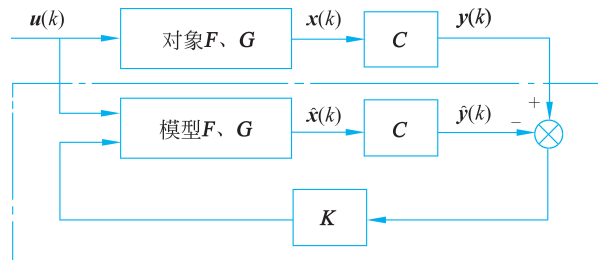 u(k)
对象F、G
x(k)
C
y(k)
+
模型F、G
x̂(k)
C
ŷ(k)
−
K